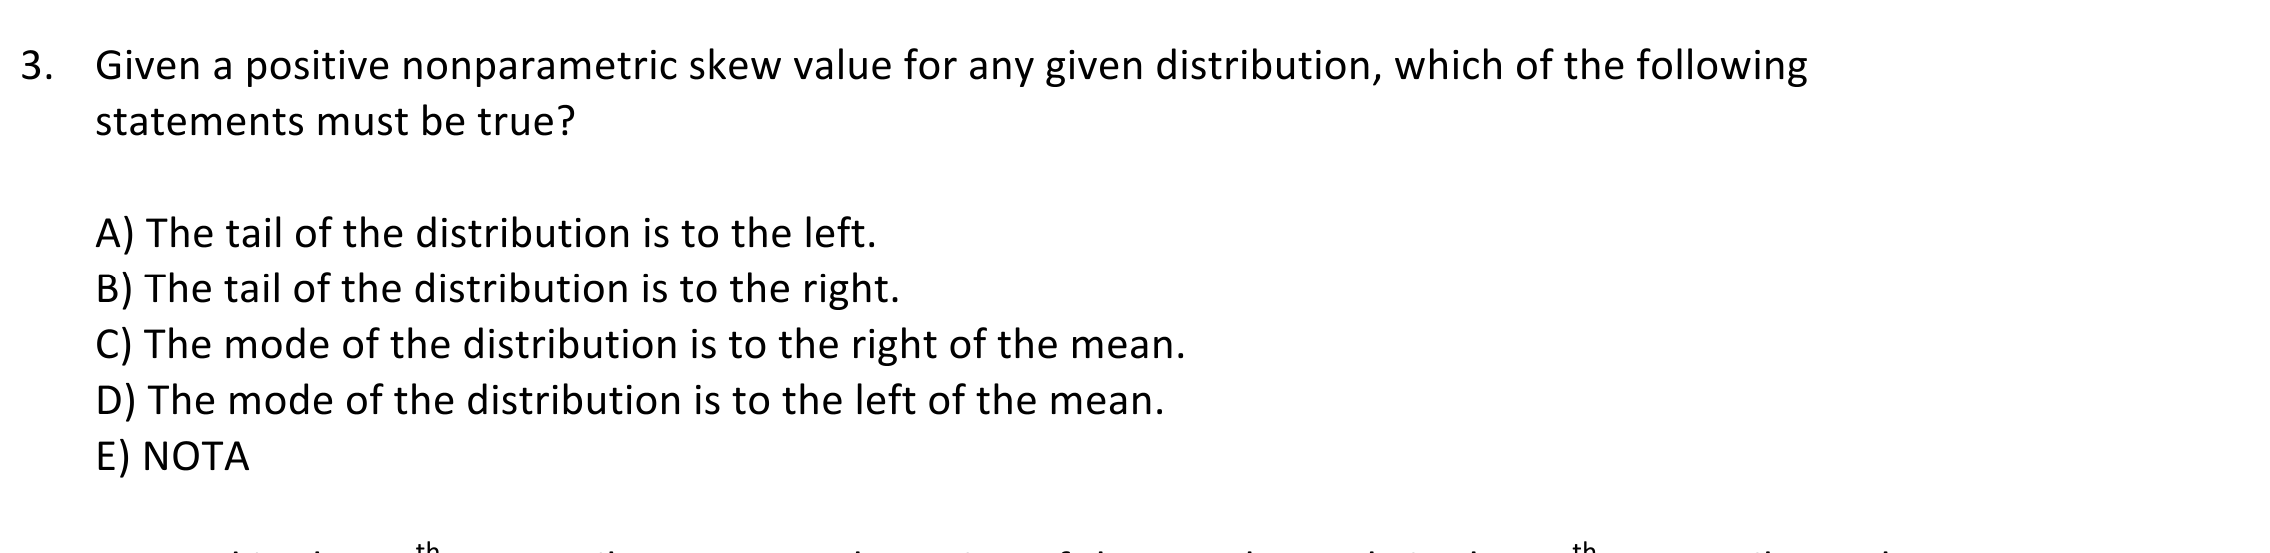 3. Given a positive nonparametric skew value for any given distribution, which of the following
statements must be true?
A) The tail of the distribution is to the left.
B) The tail of the distribution is to the right.
C) The mode of the distribution is to the right of the mean.
D) The mode of the distribution is to the left of the mean.
E) NOTA
th th